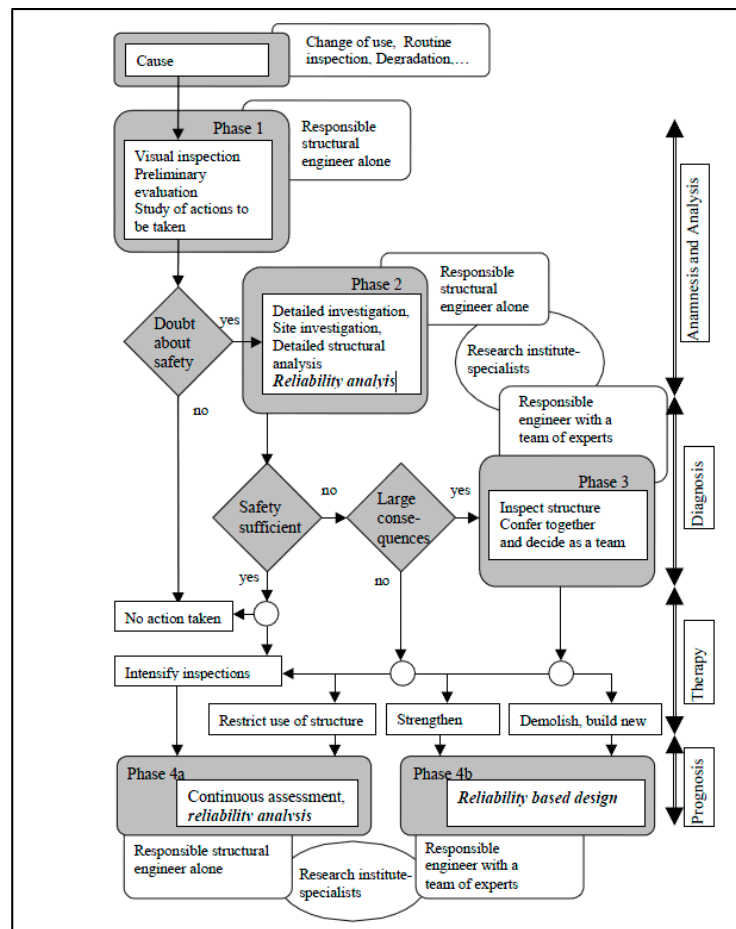 Cause
Change of use, Routine
inspection, Degradation,…
Phase 1
Visual inspection
Preliminary
evaluation
Study of actions to
be taken
Responsible
structural
engineer alone
Doubt
about
safety
yes
no
Phase 2
Detailed investigation,
Site investigation,
Detailed structural
analysis
Reliability analyis
Responsible
structural
engineer alone
Research institute-
specialists
Responsible
engineer with a
team of experts
Safety
sufficient
no
yes
Large
conse-
quences
yes
no
Phase 3
Inspect structure
Confer together
and decide as a team
No action taken
Intensify inspections
Restrict use of structure
Strengthen
Demolish, build new
Phase 4a
Continuous assessment,
reliability analysis
Responsible structural
engineer alone
Phase 4b
Reliability based design
Responsible
engineer with a
team of experts
Research institute-
specialists
Anamnesis and Analysis
Diagnosis
Therapy
Prognosis